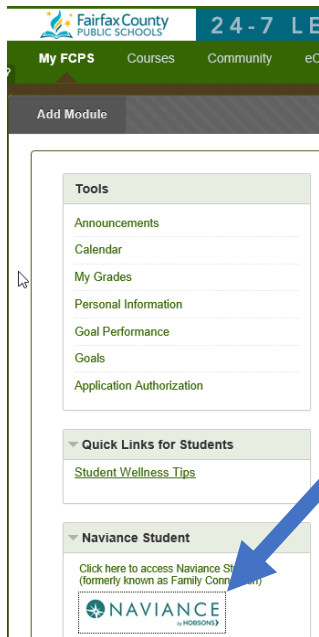 Fairfax County
PUBLIC SCHOOLS
24-7 LE
My FCPS Courses Community eC
Add Module
Tools
Announcements
Calendar
My Grades
Personal Information
Goal Performance
Goals
Application Authorization
Quick Links for Students
Student Wellness Tips
Naviance Student
Click here to access Naviance St
(formerly known as Family Conn on)
NAVIANCE
by HOBSONS